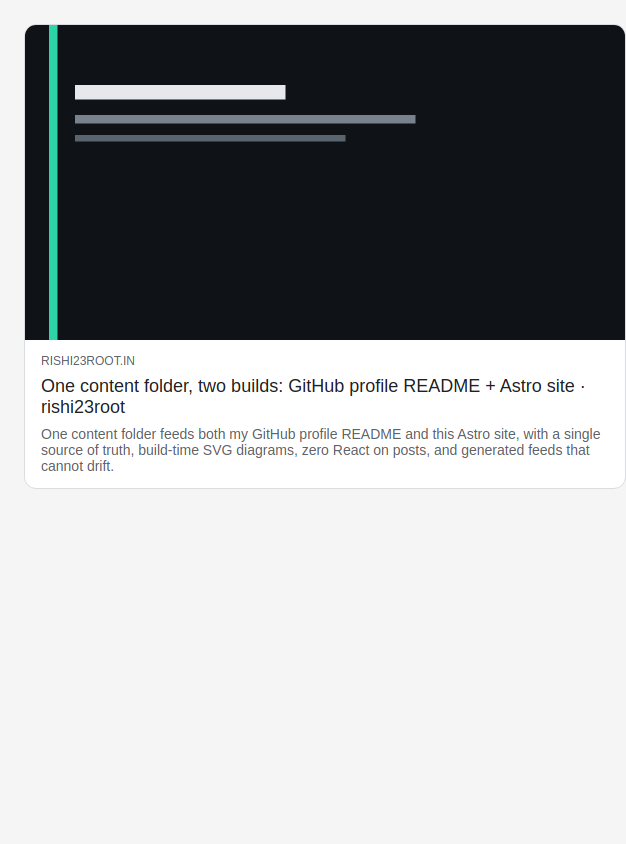 RISHI23ROOT.IN
One content folder, two builds: GitHub profile README + Astro site ·
rishi23root
One content folder feeds both my GitHub profile README and this Astro site, with a single
source of truth, build-time SVG diagrams, zero React on posts, and generated feeds that
cannot drift.